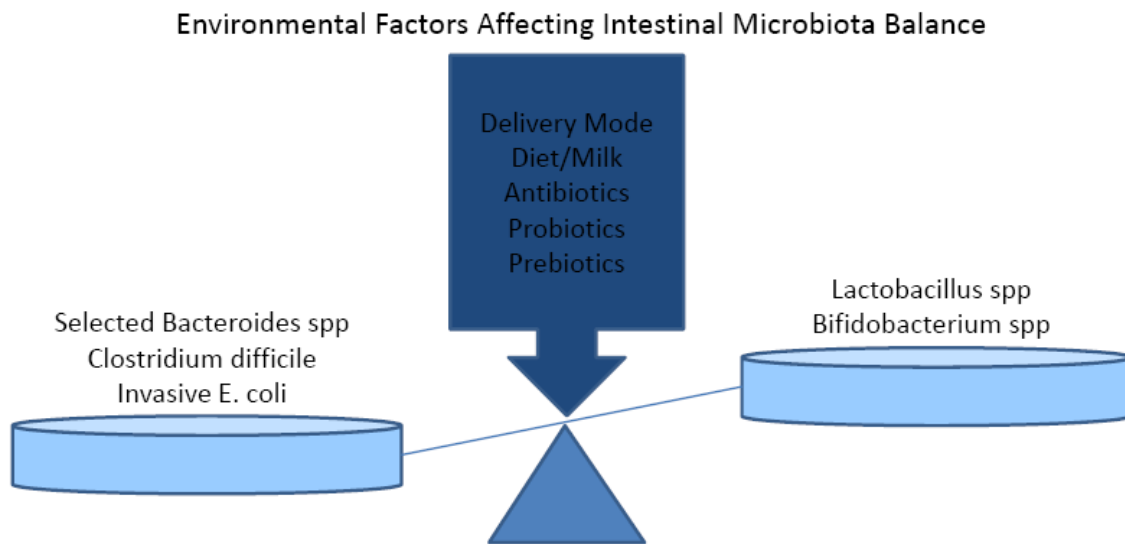 Environmental Factors Affecting Intestinal Microbiota Balance
Delivery Mode
Diet/Milk
Antibiotics
Probiotics
Prebiotics
Selected Bacteroides spp
Clostridium difficile
Invasive E. coli
Lactobacillus spp
Bifidobacterium spp